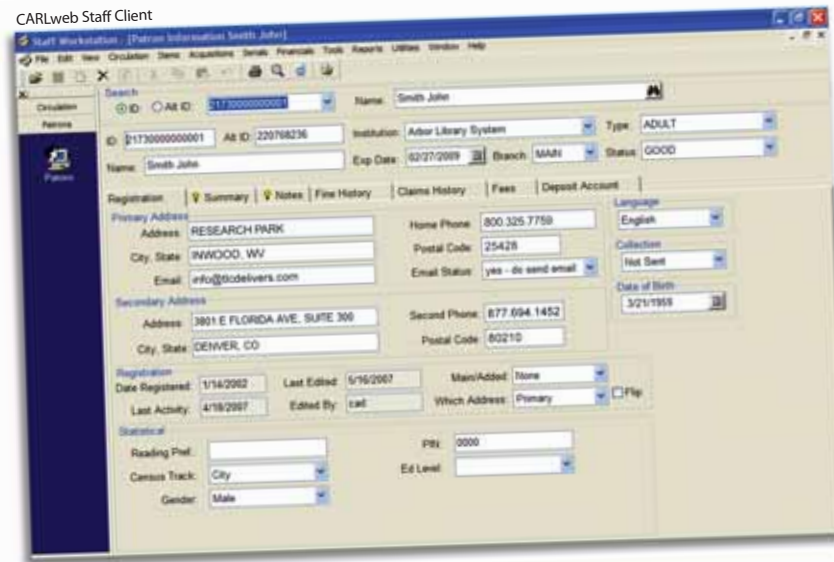 CARLweb Staff Client
Staff Workstation - [Patron Information Smith John]
File Edit View Circulation Items Acquisitions Serials Financials Tools Reports Utilities Window Help
Circulation
Patrons
Patrons
Search
ID Alt ID 21730000000001 Name: Smith John
ID: 21730000000001 Alt ID: 220768236 Institution: Arbor Library System Type: ADULT
Name: Smith John Exp Date: 02/27/2009 Branch: MAIN Status: GOOD
Registration Summary Notes Fine History Claims History Fees Deposit Account
Primary Address
Address: RESEARCH PARK Home Phone: 800.325.7759
City, State: INWOOD, WV Postal Code: 25428
Email: info@tlcdelivers.com Email Status: yes - do send email
Language
English
Collection
Not Sent
Date of Birth
3/21/1959
Secondary Address
Address: 3801 E FLORIDA AVE, SUITE 300 Second Phone: 877.694.1452
City, State: DENVER, CO Postal Code: 80210
Registration
Date Registered: 1/14/2002 Last Edited: 5/16/2007 Main/Added: None
Last Activity: 4/18/2007 Edited By: Which Address: Primary Flip
Statistical
Reading Pref: PIN: 0000
Census Track: City Ed Level:
Gender: Male